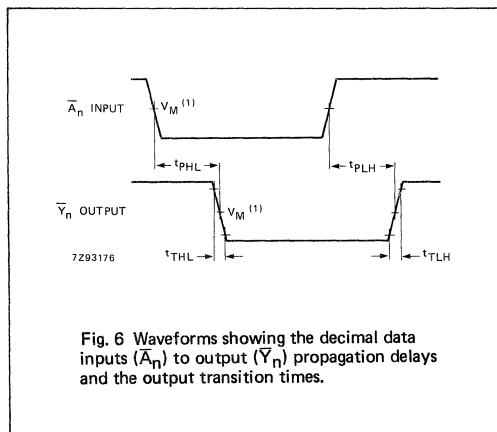 A̅n INPUT
VM (1)
tPHL
tPLH
Y̅n OUTPUT
VM (1)
7Z93176
tTHL
tTLH
Fig. 6 Waveforms showing the decimal data
inputs (A̅n) to output (Y̅n) propagation delays
and the output transition times.